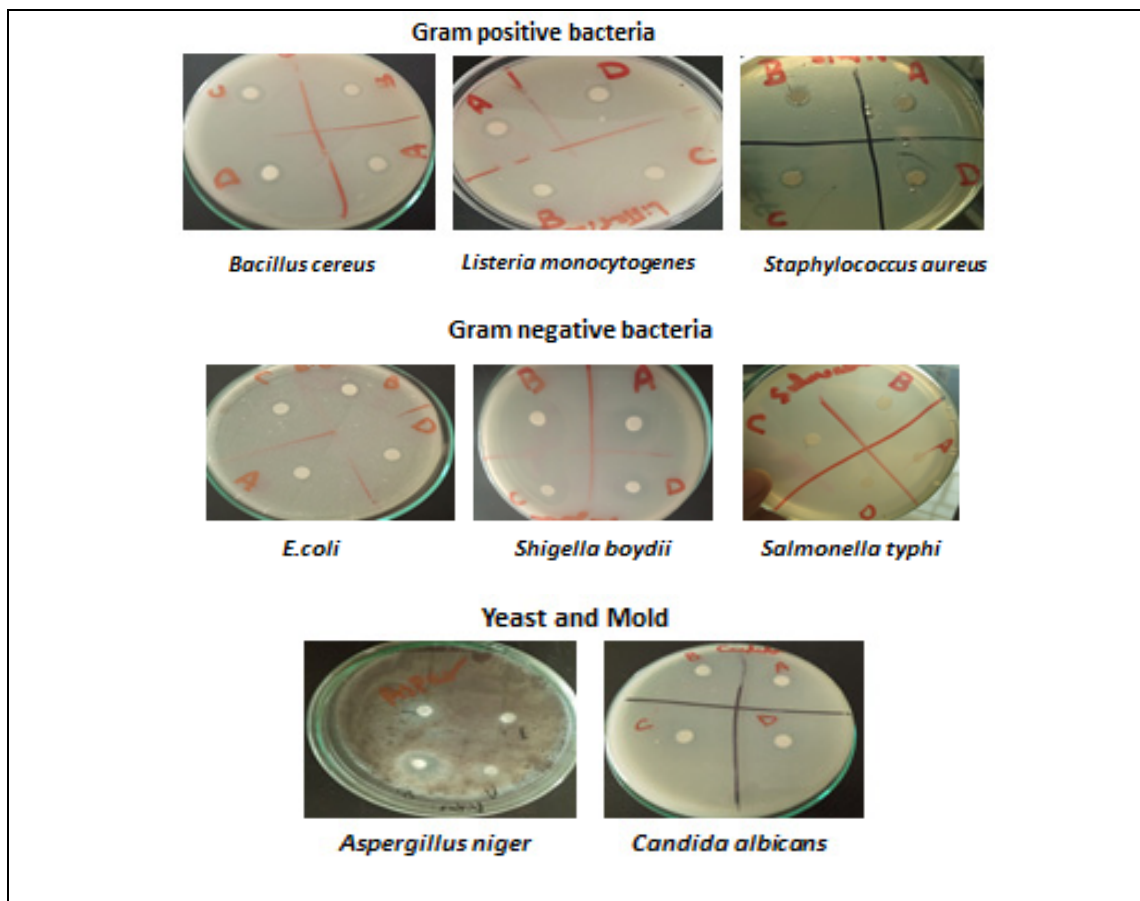 Gram positive bacteria
C B
D A
Bacillus cereus
A D
B C
Listeria monocytogenes
B A
C D
Staphylococcus aureus
Gram negative bacteria
A D
E.coli
B A
C D
Shigella boydii
B
C A
D
Salmonella typhi
Yeast and Mold
Aspergillus niger
B A
C D
Candida albicans